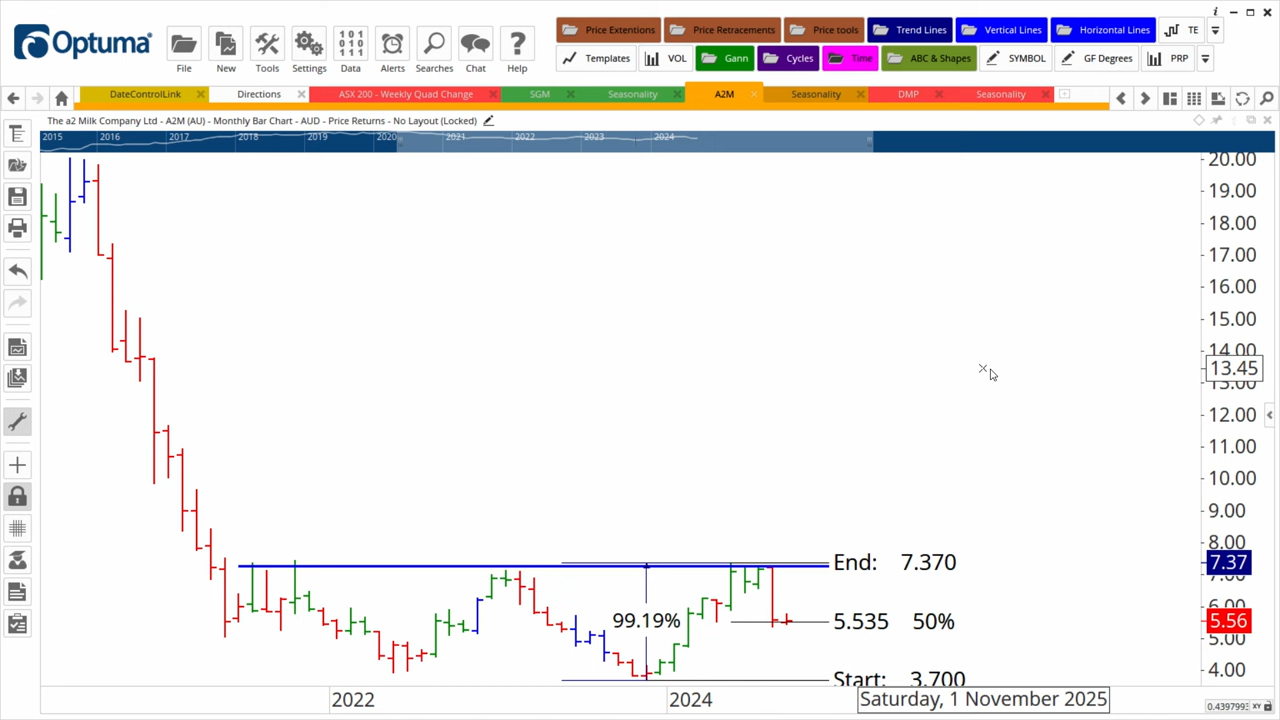 Optuma
File New Tools Settings Data Alerts Searches Chat Help
Price Extentions Price Retracements Price tools Trend Lines Vertical Lines Horizontal Lines TE
Templates VOL Gann Cycles Time ABC & Shapes SYMBOL GF Degrees PRP
DateControlLink Directions ASX 200 - Weekly Quad Change SGM Seasonality A2M Seasonality DMP Seasonality
The a2 Milk Company Ltd - A2M (AU) - Monthly Bar Chart - AUD - Price Returns - No Layout (Locked)
2015 2016 2017 2018 2019 2020 2021 2022 2023 2024
20.00
19.00
18.00
17.00
16.00
15.00
14.00
13.45
13.00
12.00
11.00
10.00
9.00
8.00
End: 7.370 7.37
7.00
6.00
99.19% 5.535 50% 5.56
5.00
4.00
Start: 3.700
2022 2024 Saturday, 1 November 2025
XY